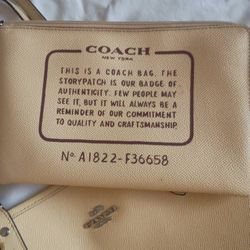 COACH
NEW YORK
THIS IS A COACH BAG. THE
STORYPATCH IS OUR BADGE OF
AUTHENTICITY. FEW PEOPLE MAY
SEE IT, BUT IT WILL ALWAYS BE A
REMINDER OF OUR COMMITMENT
TO QUALITY AND CRAFTSMANSHIP.
Nº A1822-F36658
COACH